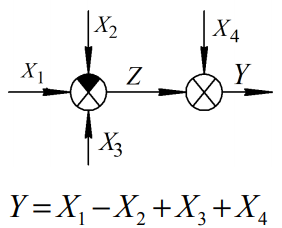 X₂
X₄
X₁
Z
Y
X₃
Y = X₁ − X₂ + X₃ + X₄